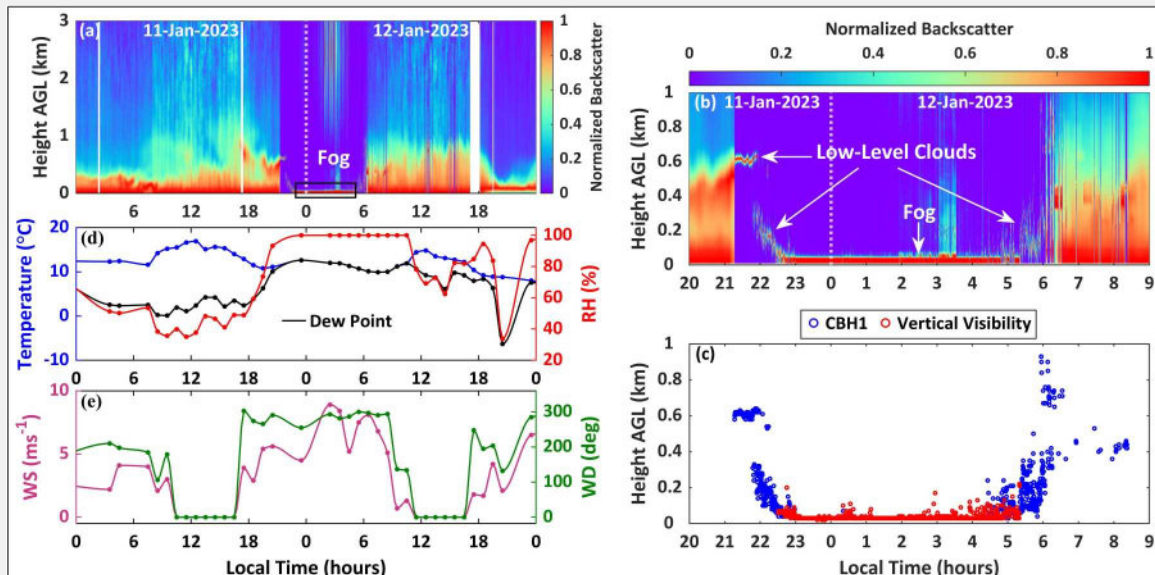 (a) 11-Jan-2023 12-Jan-2023
Height AGL (km)
3
2
1
0
Fog
6 12 18 0 6 12 18 0
1
0.8
0.6
0.4
0.2
0
Normalized Backscatter
(d)
Temperature (°C)
20
10
0
-10
Dew Point
100
80
60
40
20
RH (%)
6 12 18 0 6 12 18 0
(e)
WS (ms⁻¹)
10
5
0
300
200
100
0
WD (deg)
6 12 18 0 6 12 18 0
Local Time (hours)
Normalized Backscatter
0 0.2 0.4 0.6 0.8 1
(b) 11-Jan-2023 12-Jan-2023
Height AGL (km)
1
0.8
0.6
0.4
0.2
0
Low-Level Clouds
Fog
20 21 22 23 0 1 2 3 4 5 6 7 8 9
CBH1 Vertical Visibility
(c)
Height AGL (km)
1
0.8
0.6
0.4
0.2
0
20 21 22 23 0 1 2 3 4 5 6 7 8 9
Local Time (hours)